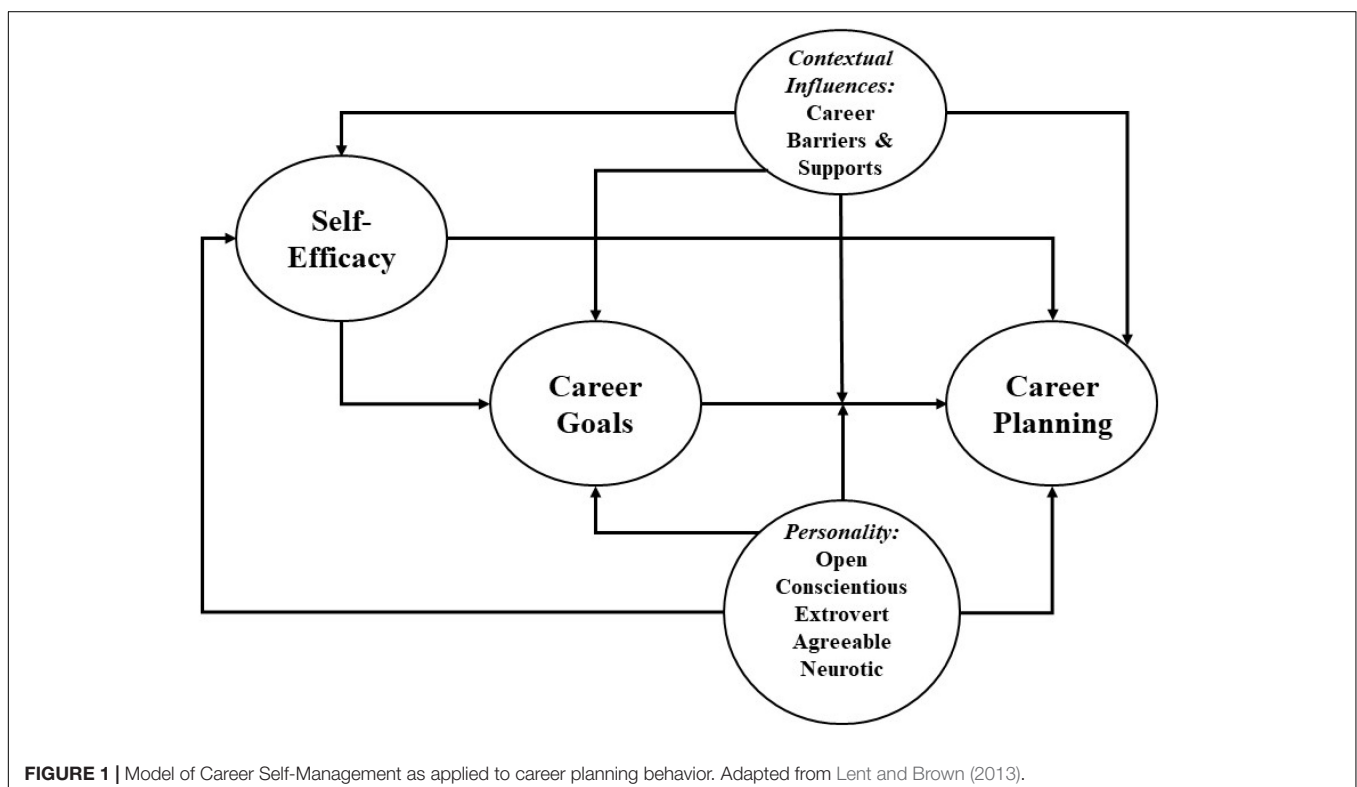 Contextual
Influences:
Career
Barriers &
Supports
Self-
Efficacy
Career
Goals
Career
Planning
Personality:
Open
Conscientious
Extrovert
Agreeable
Neurotic
FIGURE 1 | Model of Career Self-Management as applied to career planning behavior. Adapted from Lent and Brown (2013).